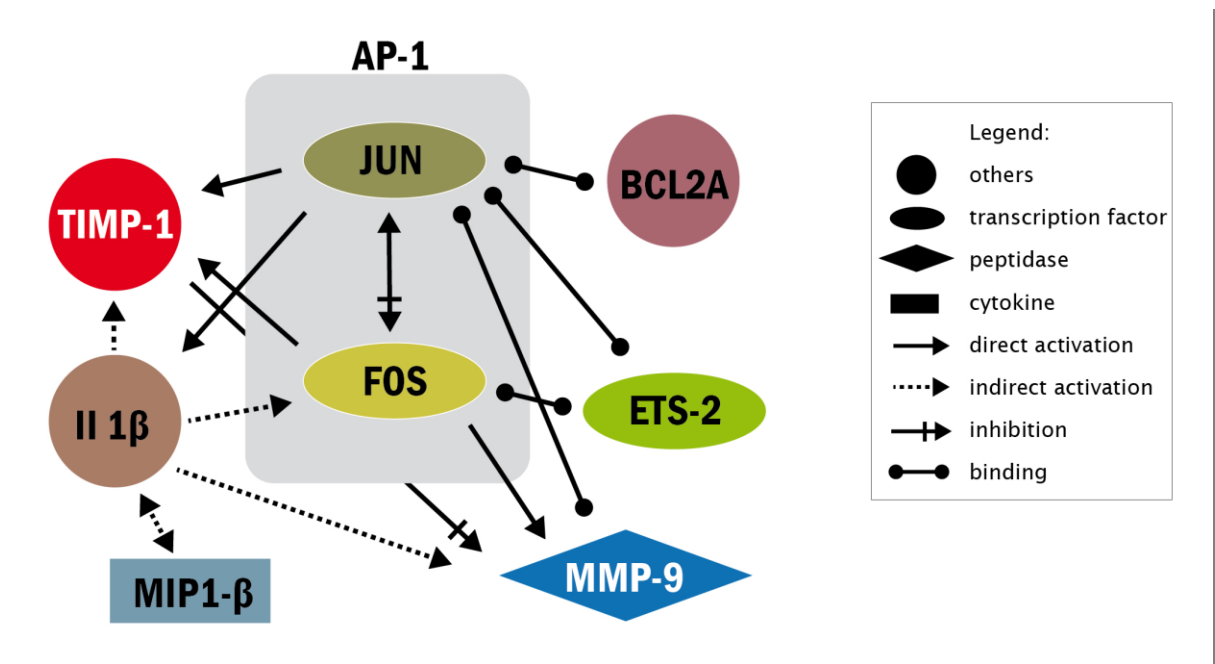 AP-1
JUN
BCL2A
TIMP-1
FOS
ETS-2
Il 1β
MMP-9
MIP1-β
Legend:
others
transcription factor
peptidase
cytokine
direct activation
indirect activation
inhibition
binding